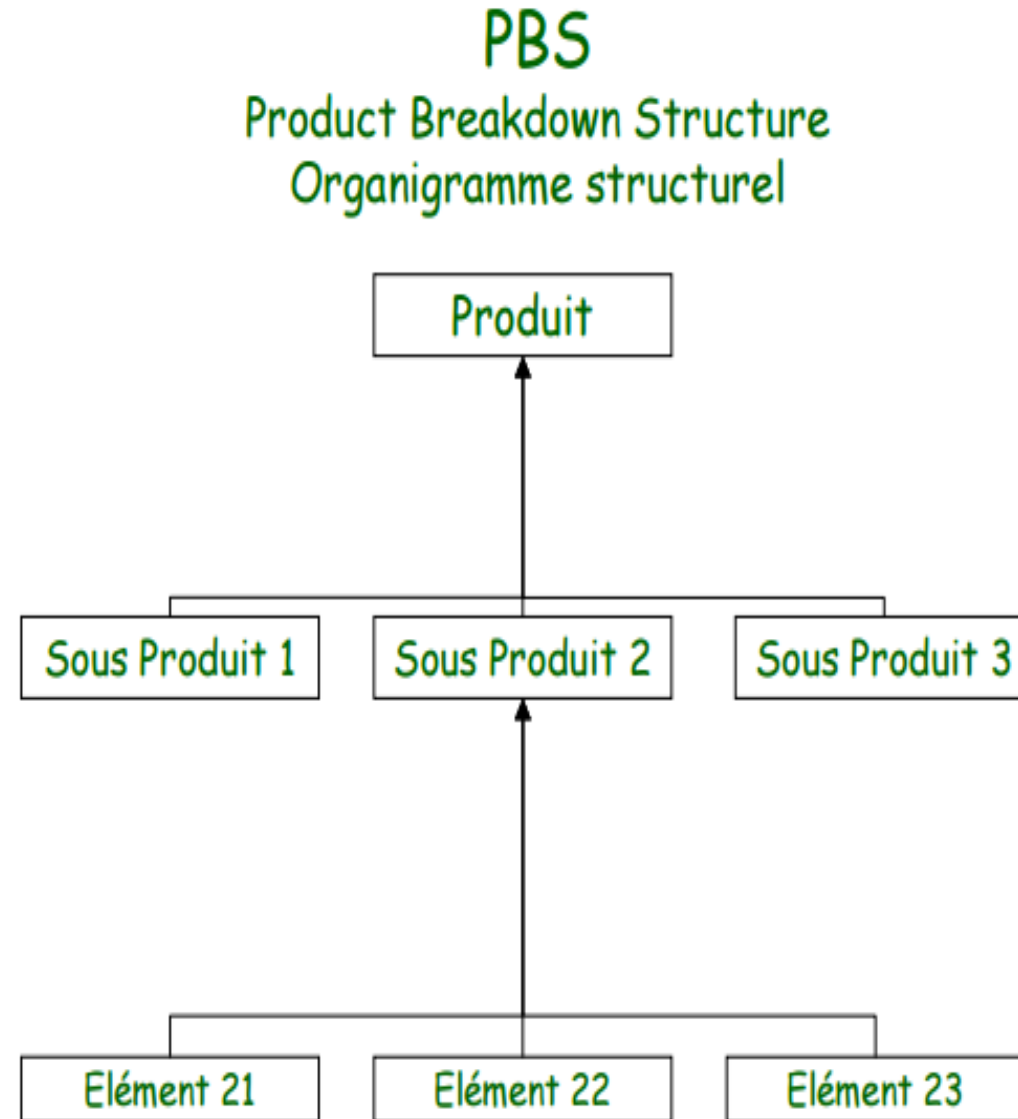 PBS
Product Breakdown Structure
Organigramme structurel
Produit
Sous Produit 1
Sous Produit 2
Sous Produit 3
Elément 21
Elément 22
Elément 23